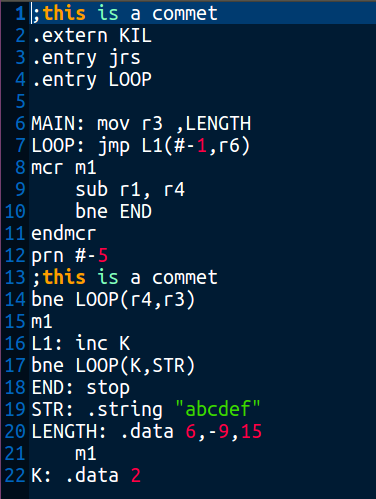 1 ;this is a commet
2 .extern KIL
3 .entry jrs
4 .entry LOOP
5
6 MAIN: mov r3 ,LENGTH
7 LOOP: jmp L1(#-1,r6)
8 mcr m1
9     sub r1, r4
10     bne END
11 endmcr
12 prn #-5
13 ;this is a commet
14 bne LOOP(r4,r3)
15 m1
16 L1: inc K
17 bne LOOP(K,STR)
18 END: stop
19 STR: .string "abcdef"
20 LENGTH: .data 6,-9,15
21     m1
22 K: .data 2